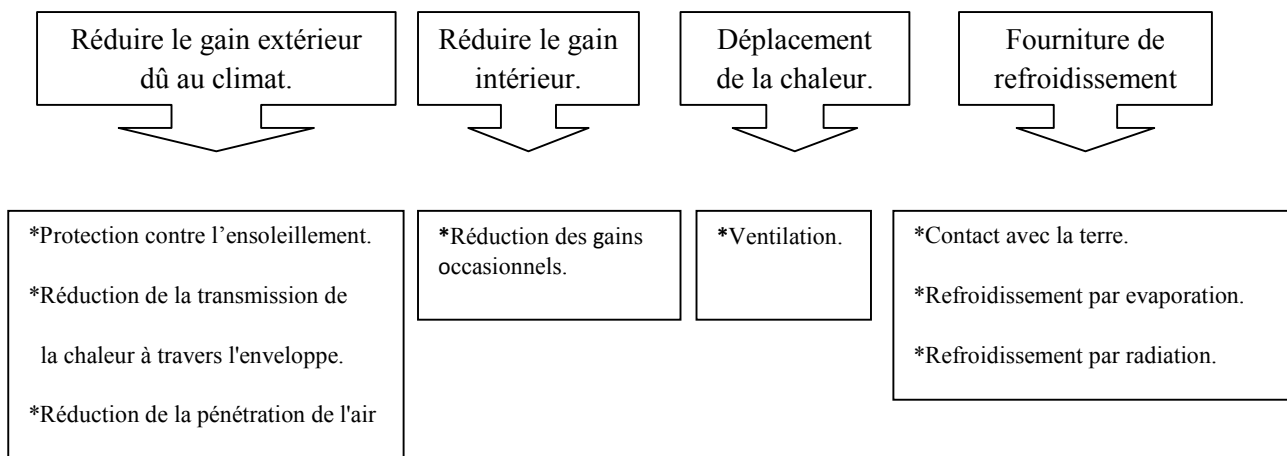 Réduire le gain extérieur
dû au climat.
Réduire le gain
intérieur.
Déplacement
de la chaleur.
Fourniture de
refroidissement
*Protection contre l’ensoleillement.
*Réduction de la transmission de
la chaleur à travers l'enveloppe.
*Réduction de la pénétration de l'air
*Réduction des gains
occasionnels.
*Ventilation.
*Contact avec la terre.
*Refroidissement par evaporation.
*Refroidissement par radiation.